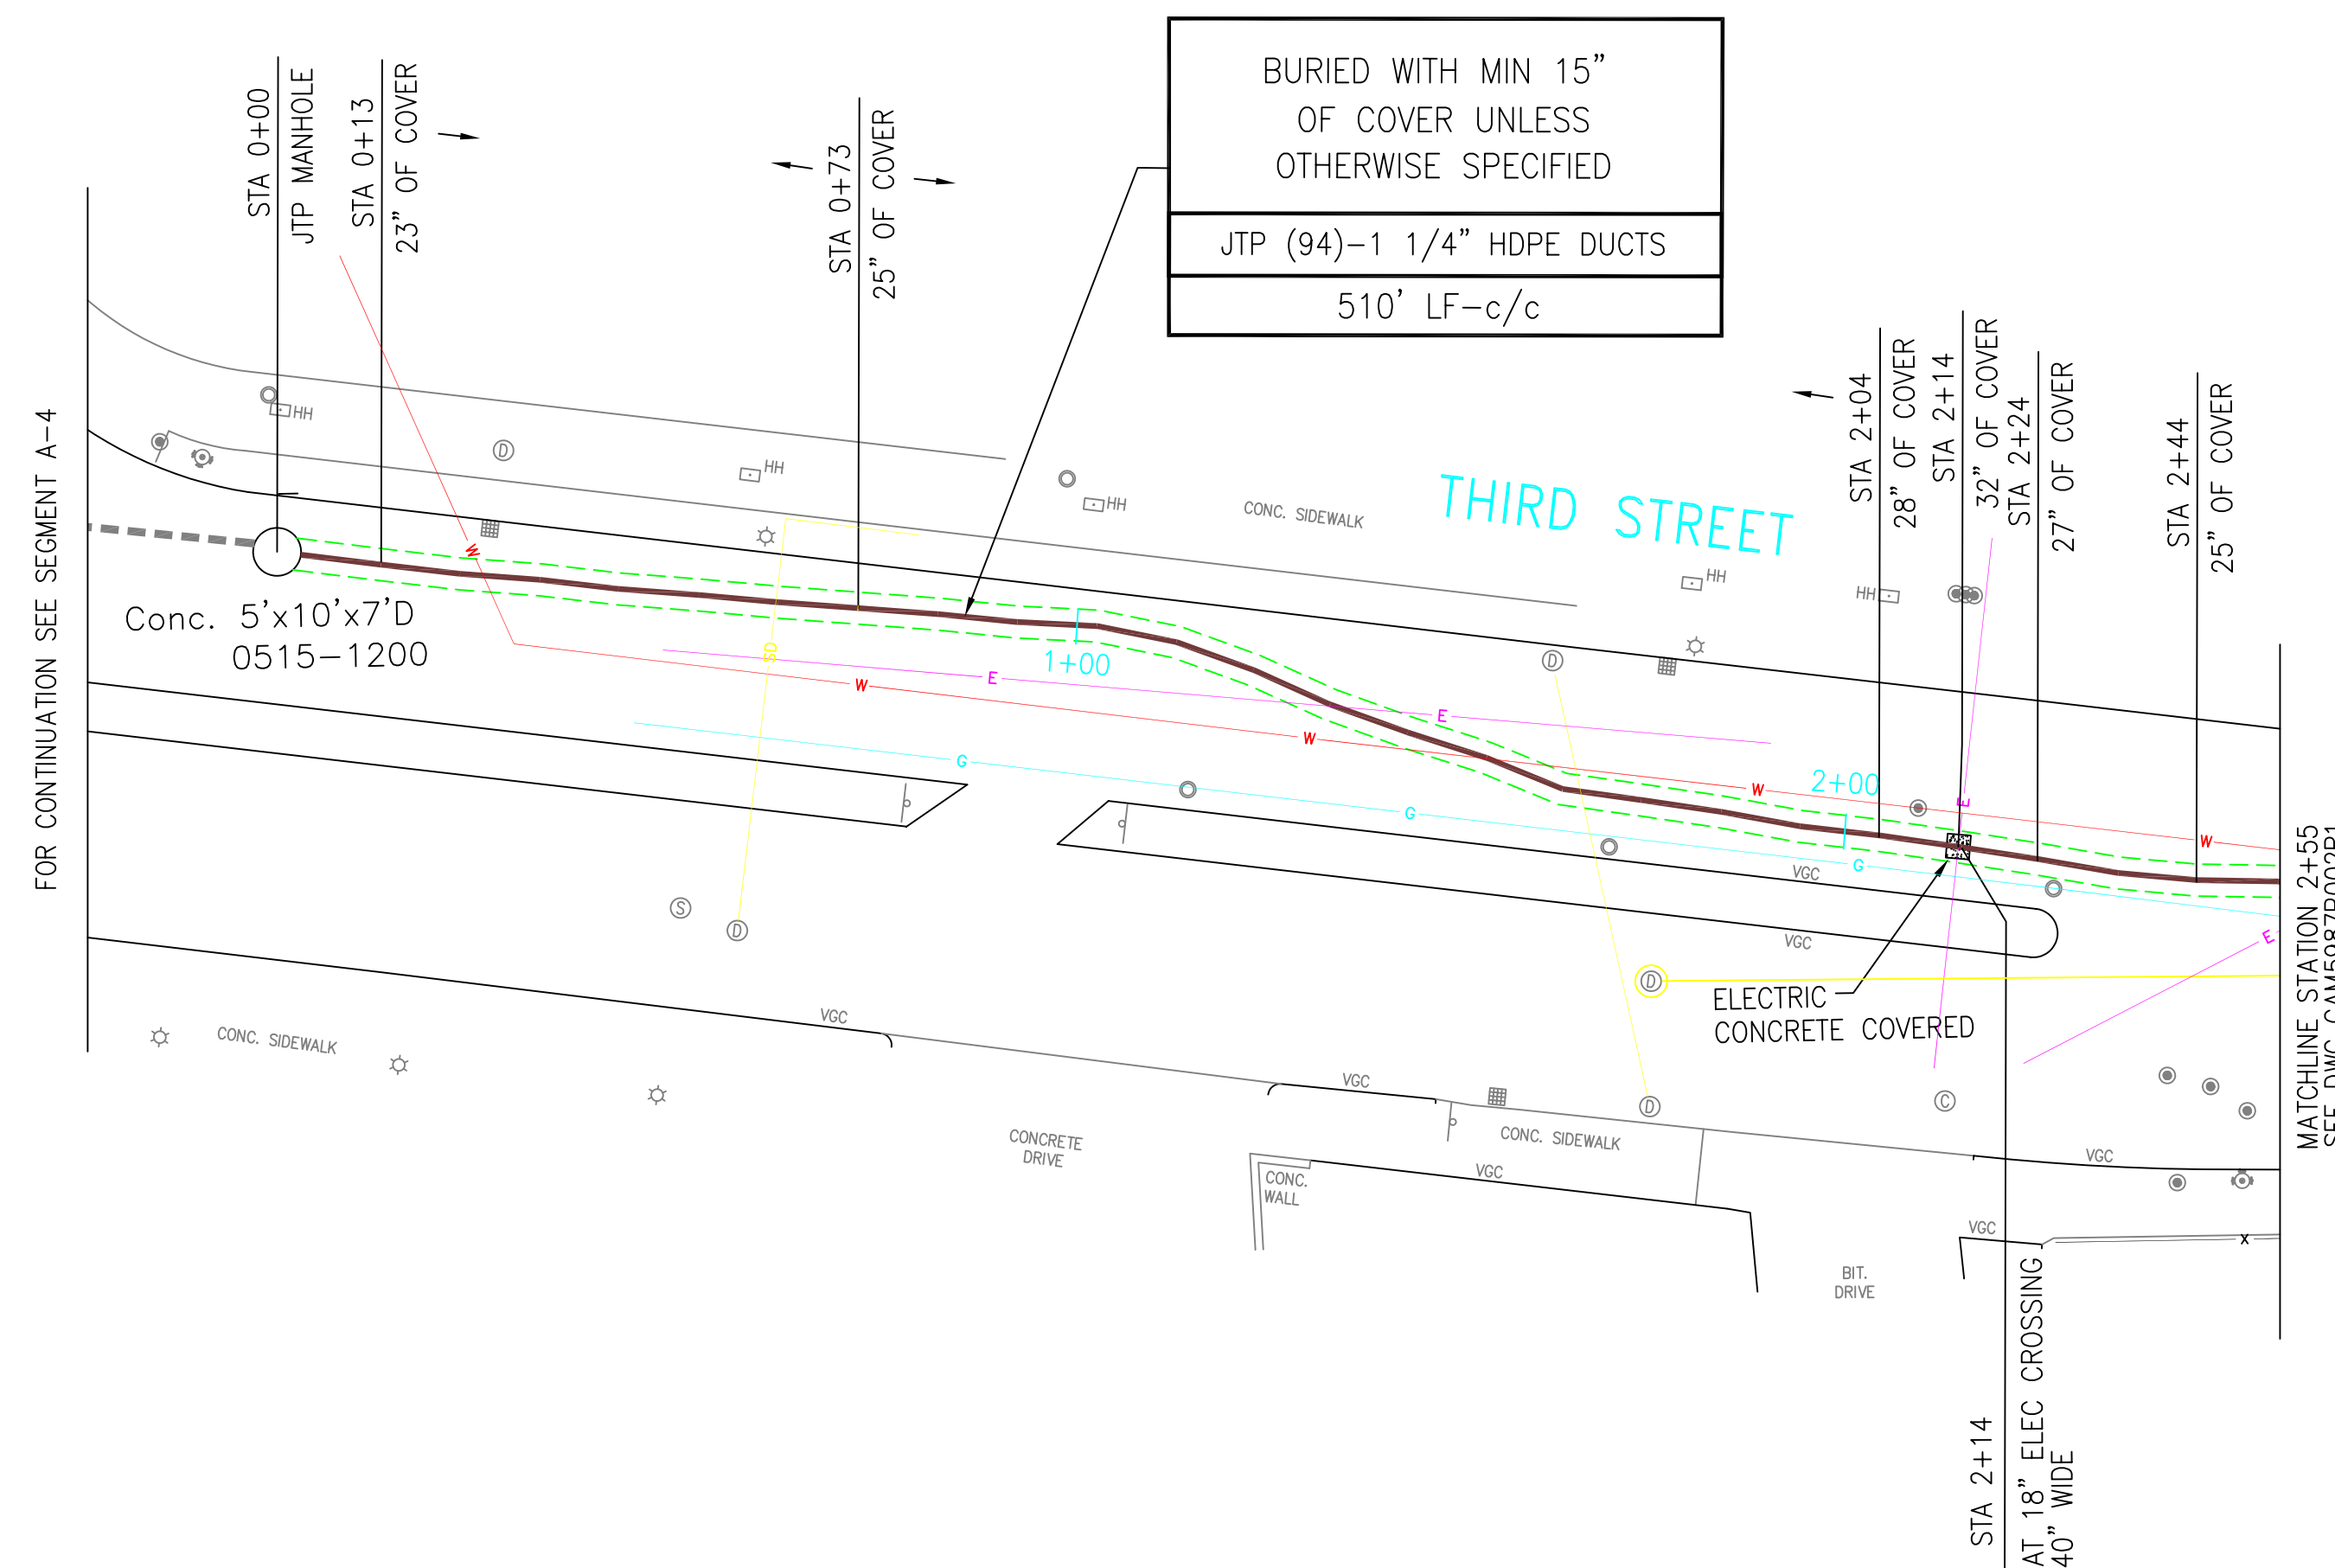 BURIED WITH MIN 15”
OF COVER UNLESS
OTHERWISE SPECIFIED
JTP (94)-1 1/4” HDPE DUCTS
510’ LF-c/c
STA 0+00
JTP MANHOLE
STA 0+13
23” OF COVER
STA 0+73
25” OF COVER
STA 2+04
28” OF COVER
STA 2+14
32” OF COVER
STA 2+24
27” OF COVER
STA 2+44
25” OF COVER
FOR CONTINUATION SEE SEGMENT A-4
HH
D
HH
HH
CONC. SIDEWALK
THIRD STREET
HH
HH
W
Conc. 5’x10’x7’D
0515-1200
SD
1+00
D
E
W
E
W
G
G
2+00
W
E
G
W
VGC
VGC
S
D
D
E
ELECTRIC
CONCRETE COVERED
MATCHLINE STATION 2+55
VGC
CONC. SIDEWALK
VGC
D
C
CONCRETE
DRIVE
CONC. SIDEWALK
VGC
CONC.
WALL
VGC
VGC
X
BIT.
DRIVE
STA 2+14
AT 18” ELEC CROSSING
40” WIDE